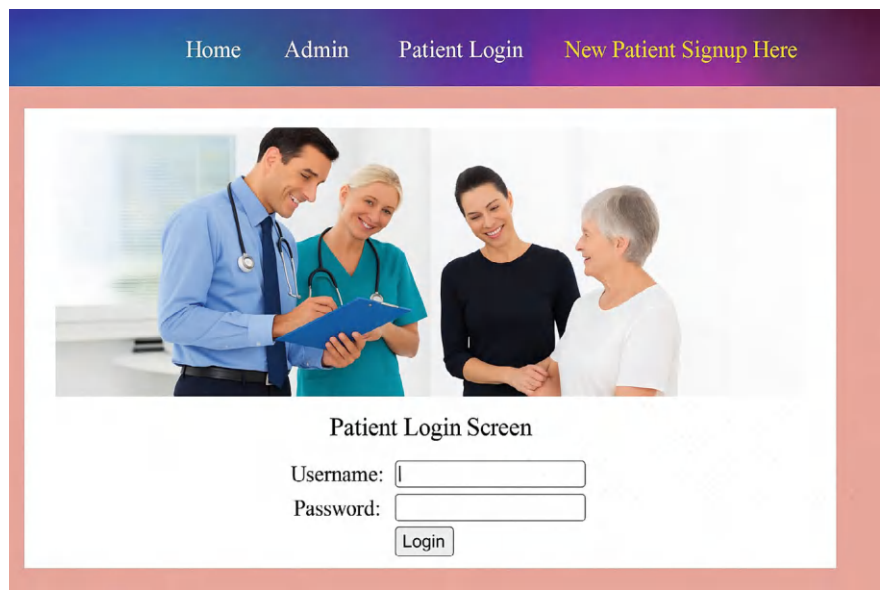 Home Admin Patient Login New Patient Signup Here
Patient Login Screen
Username:
Password:
Login